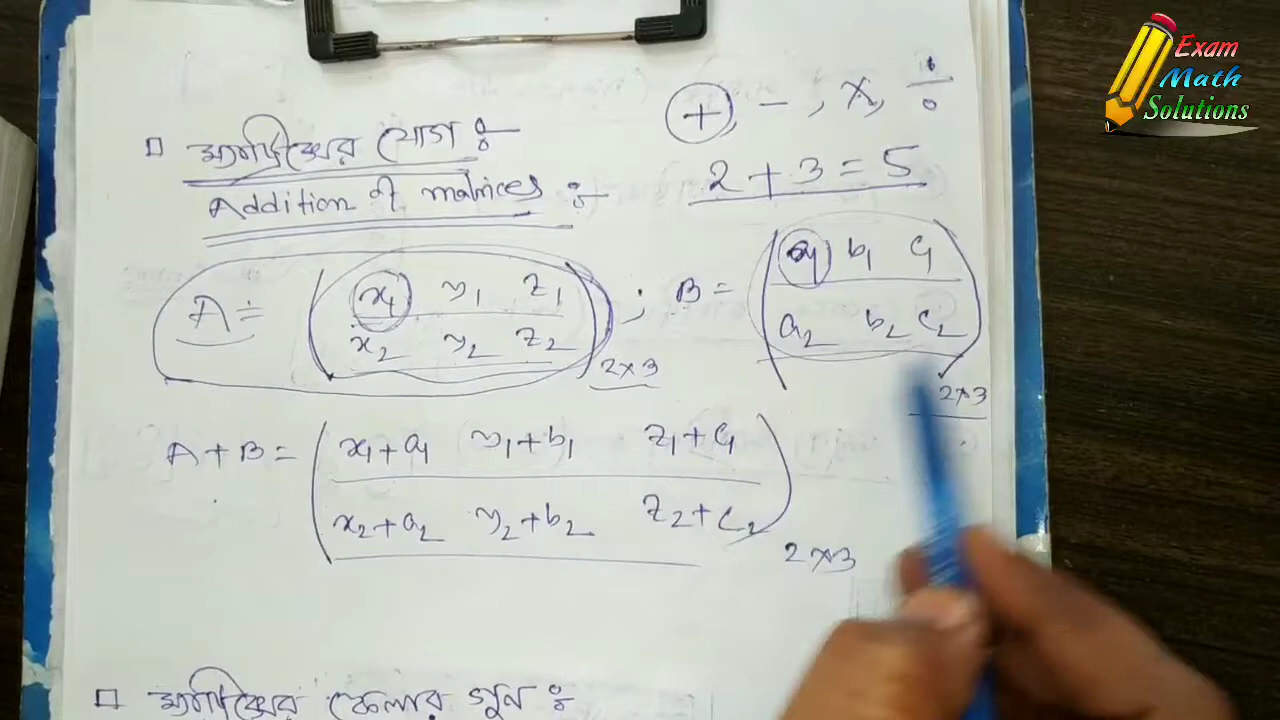 Exam
Math
Solutions
+, - , ×, ÷
□ ম্যাট্রিক্সের যোগ ঃ—
2 + 3 = 5
Addition of matrices :-
A = ( x₁ y₁ z₁ ; B = ( a₁ b₁ c₁
x₂ y₂ z₂ ) 2×3 a₂ b₂ c₂ ) 2×3
A + B = ( x₁+a₁ y₁+b₁ z₁+c₁
x₂+a₂ y₂+b₂ z₂+c₂ ) 2×3
□ ম্যাট্রিক্সের স্কেলার গুন ঃ